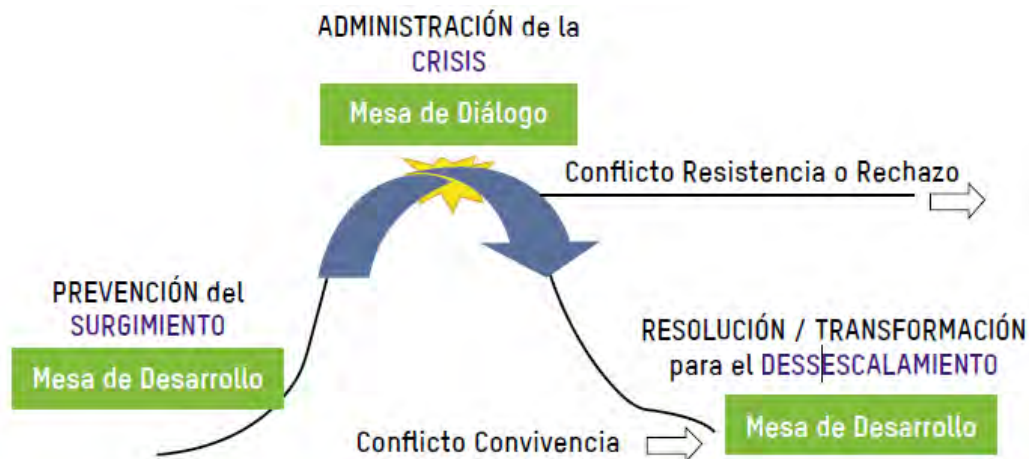 ADMINISTRACIÓN de la
CRISIS
Mesa de Diálogo
Conflicto Resistencia o Rechazo
PREVENCIÓN del
SURGIMIENTO
Mesa de Desarrollo
RESOLUCIÓN / TRANSFORMACIÓN
para el DESSESCALAMIENTO
Mesa de Desarrollo
Conflicto Convivencia